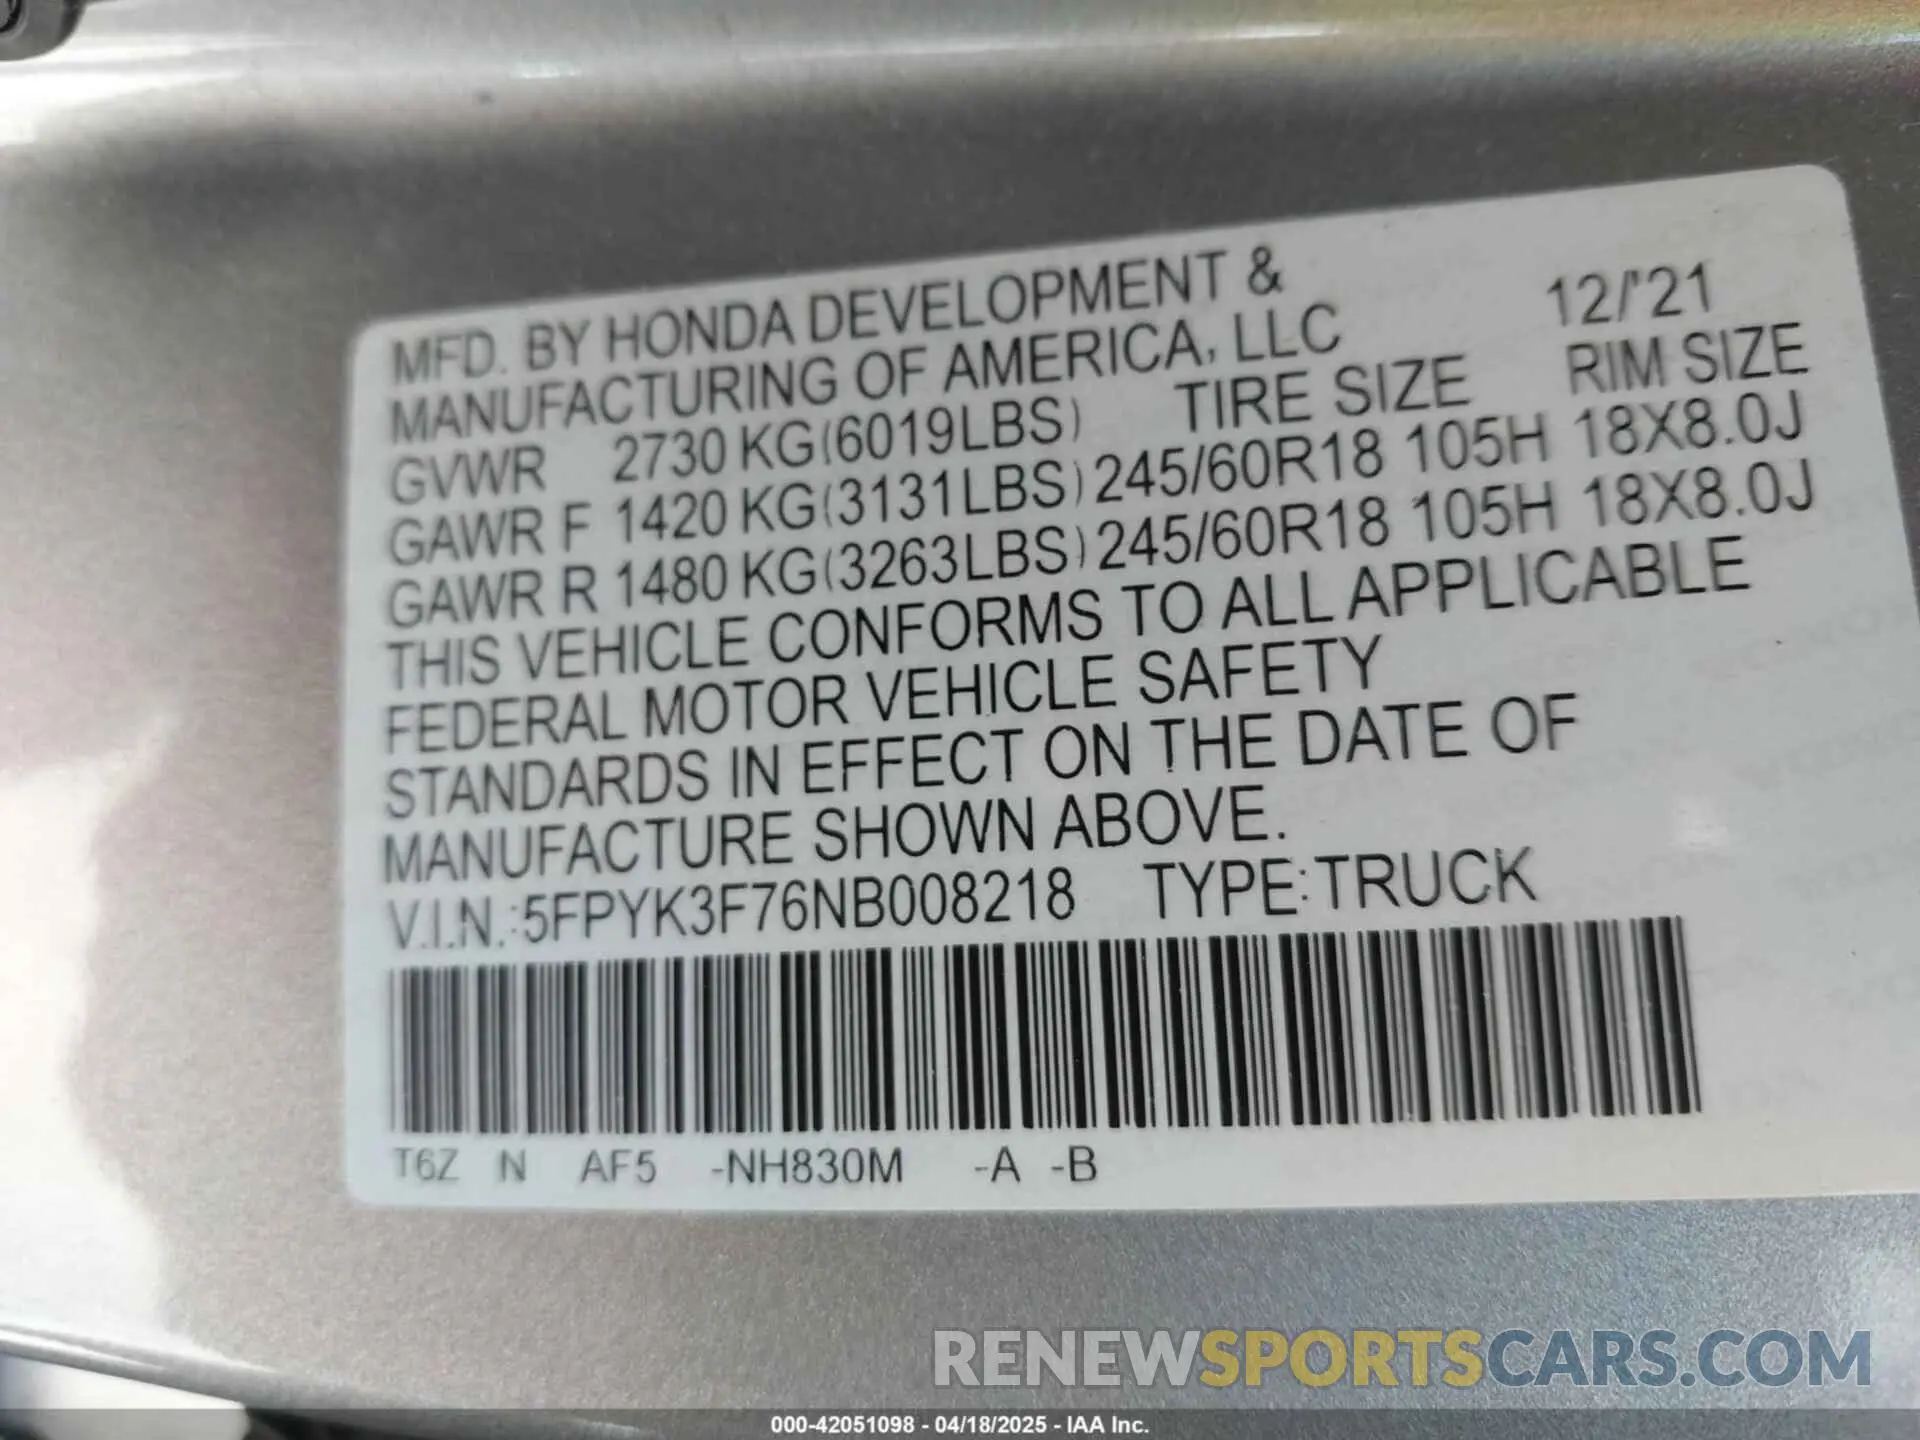 MFD. BY HONDA DEVELOPMENT &
MANUFACTURING OF AMERICA, LLC 12/'21
GVWR 2730 KG(6019LBS) TIRE SIZE RIM SIZE
GAWR F 1420 KG(3131LBS) 245/60R18 105H 18X8.0J
GAWR R 1480 KG(3263LBS) 245/60R18 105H 18X8.0J
THIS VEHICLE CONFORMS TO ALL APPLICABLE
FEDERAL MOTOR VEHICLE SAFETY
STANDARDS IN EFFECT ON THE DATE OF
MANUFACTURE SHOWN ABOVE.
V.I.N.:5FPYK3F76NB008218 TYPE:TRUCK
T6Z N AF5 -NH830M -A -B
RENEWSPORTSCARS.COM
000-42051098 - 04/18/2025 - IAA Inc.